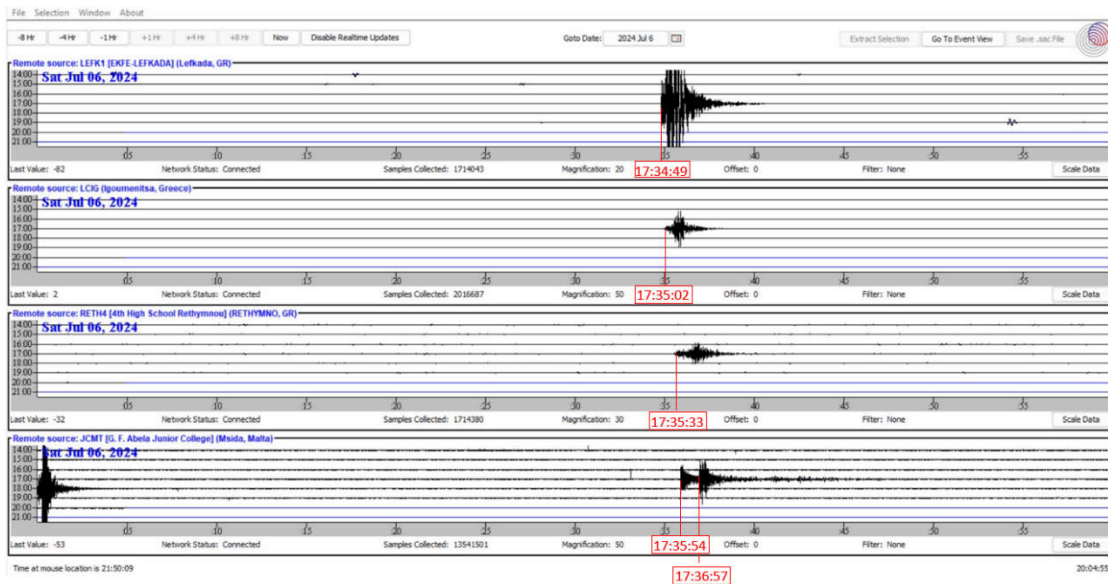 File Selection Window About
-8 Hr -4 Hr -1 Hr +1 Hr +4 Hr +8 Hr Now Disable Realtime Updates Goto Date: 2024 Jul 6 Extract Selection Go To Event View Save .sac File
Remote source: LEFK1 [EKFE-LEFKADA] (Lefkada, GR)
Sat Jul 06, 2024
14:00
15:00
16:00
17:00
18:00
19:00
20:00
21:00
:05 :10 :15 :20 :25 :30 :35 :40 :45 :50 :55
Last Value: -82 Network Status: Connected Samples Collected: 1714043 Magnification: 20 17:34:49 Offset: 0 Filter: None Scale Data
Remote source: LCIG (Igoumenitsa, Greece)
Sat Jul 06, 2024
14:00
15:00
16:00
17:00
18:00
19:00
20:00
21:00
:05 :10 :15 :20 :25 :30 :35 :40 :45 :50 :55
Last Value: 2 Network Status: Connected Samples Collected: 2016687 Magnification: 50 17:35:02 Offset: 0 Filter: None Scale Data
Remote source: RETH4 [4th High School Rethymnou] (RETHYMNO, GR)
Sat Jul 06, 2024
14:00
15:00
16:00
17:00
18:00
19:00
20:00
21:00
:05 :10 :15 :20 :25 :30 :35 :40 :45 :50 :55
Last Value: -32 Network Status: Connected Samples Collected: 1714380 Magnification: 30 17:35:33 Offset: 0 Filter: None Scale Data
Remote source: JCMT [G. F. Abela Junior College] (Msida, Malta)
Sat Jul 06, 2024
14:00
15:00
16:00
17:00
18:00
19:00
20:00
21:00
:05 :10 :15 :20 :25 :30 :35 :40 :45 :50 :55
Last Value: -53 Network Status: Connected Samples Collected: 13541501 Magnification: 50 17:35:54 Offset: 0 Filter: None Scale Data
Time at mouse location is 21:50:09 17:36:57 20:04:55